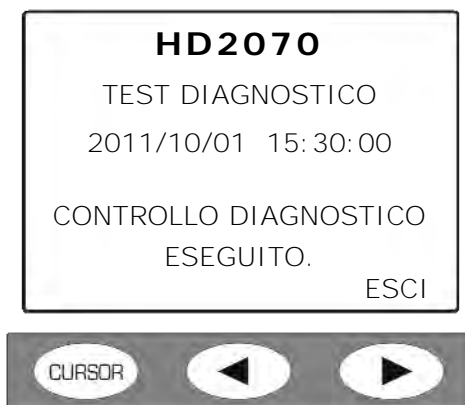 HD2070
TEST DIAGNOSTICO
2011/10/01 15:30:00
CONTROLLO DIAGNOSTICO
ESEGUITO.
ESCI
CURSOR